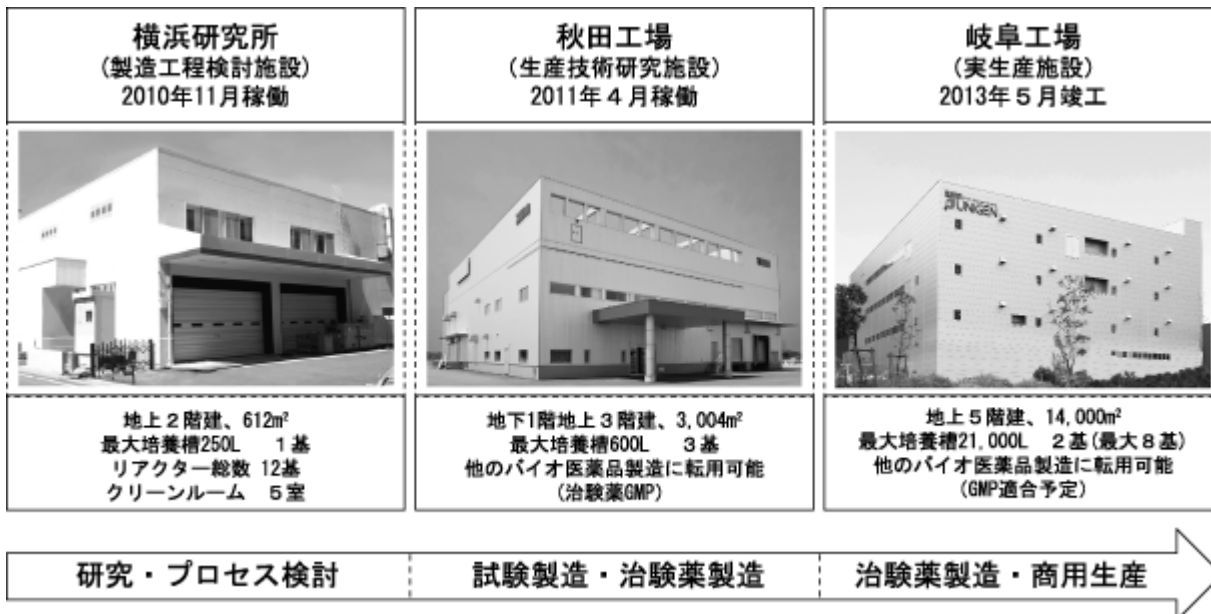 横浜研究所
(製造工程検討施設)
2010年11月稼働
秋田工場
(生産技術研究施設)
2011年４月稼働
岐阜工場
(実生産施設)
2013年５月竣工
UNIGEN
地上２階建、612㎡
最大培養槽250L　１基
リアクター総数 12基
クリーンルーム　５室
地下1階地上３階建、3,004㎡
最大培養槽600L　３基
他のバイオ医薬品製造に転用可能
(治験薬GMP)
地上５階建、14,000㎡
最大培養槽21,000L　２基(最大８基)
他のバイオ医薬品製造に転用可能
(GMP適合予定)
研究・プロセス検討
試験製造・治験薬製造
治験薬製造・商用生産